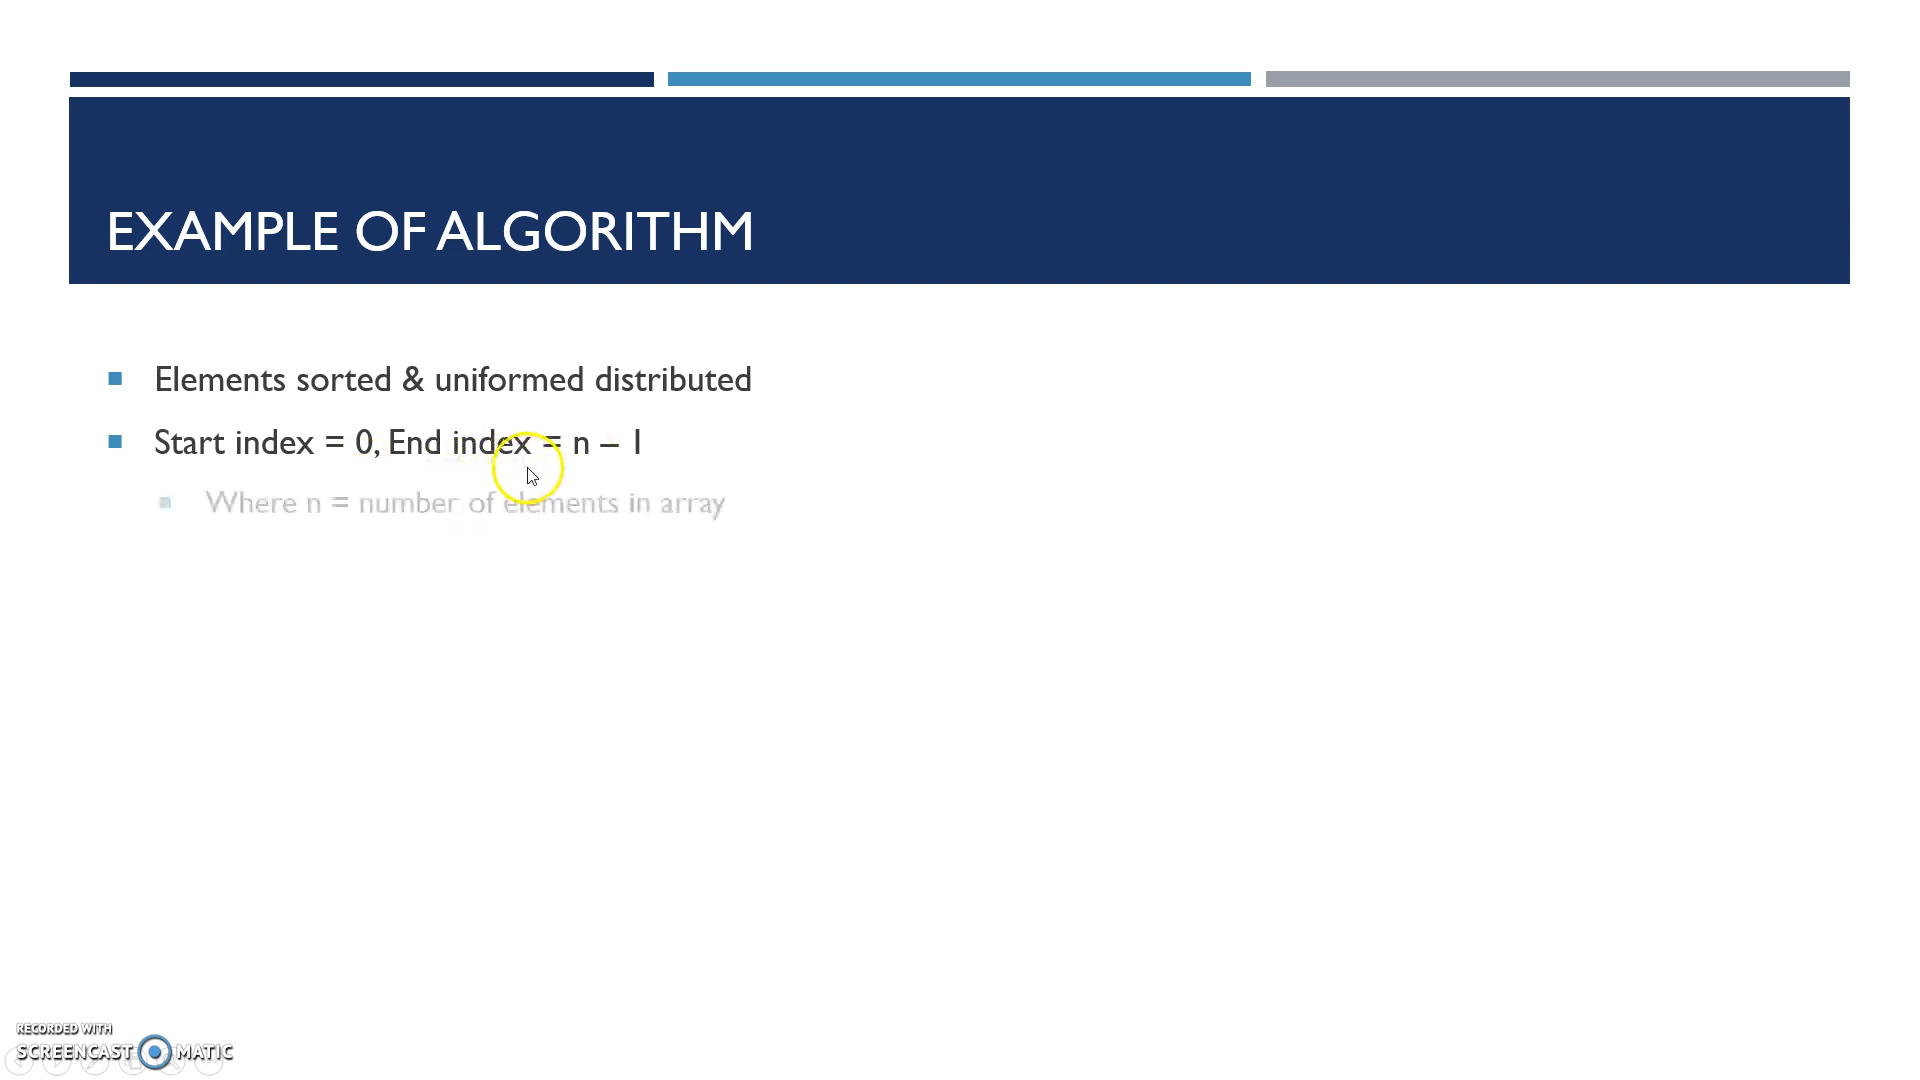 EXAMPLE OF ALGORITHM
Elements sorted & uniformed distributed
Start index = 0, End index = n – 1
Where n = number of elements in array
RECORDED WITH
SCREENCAST MATIC